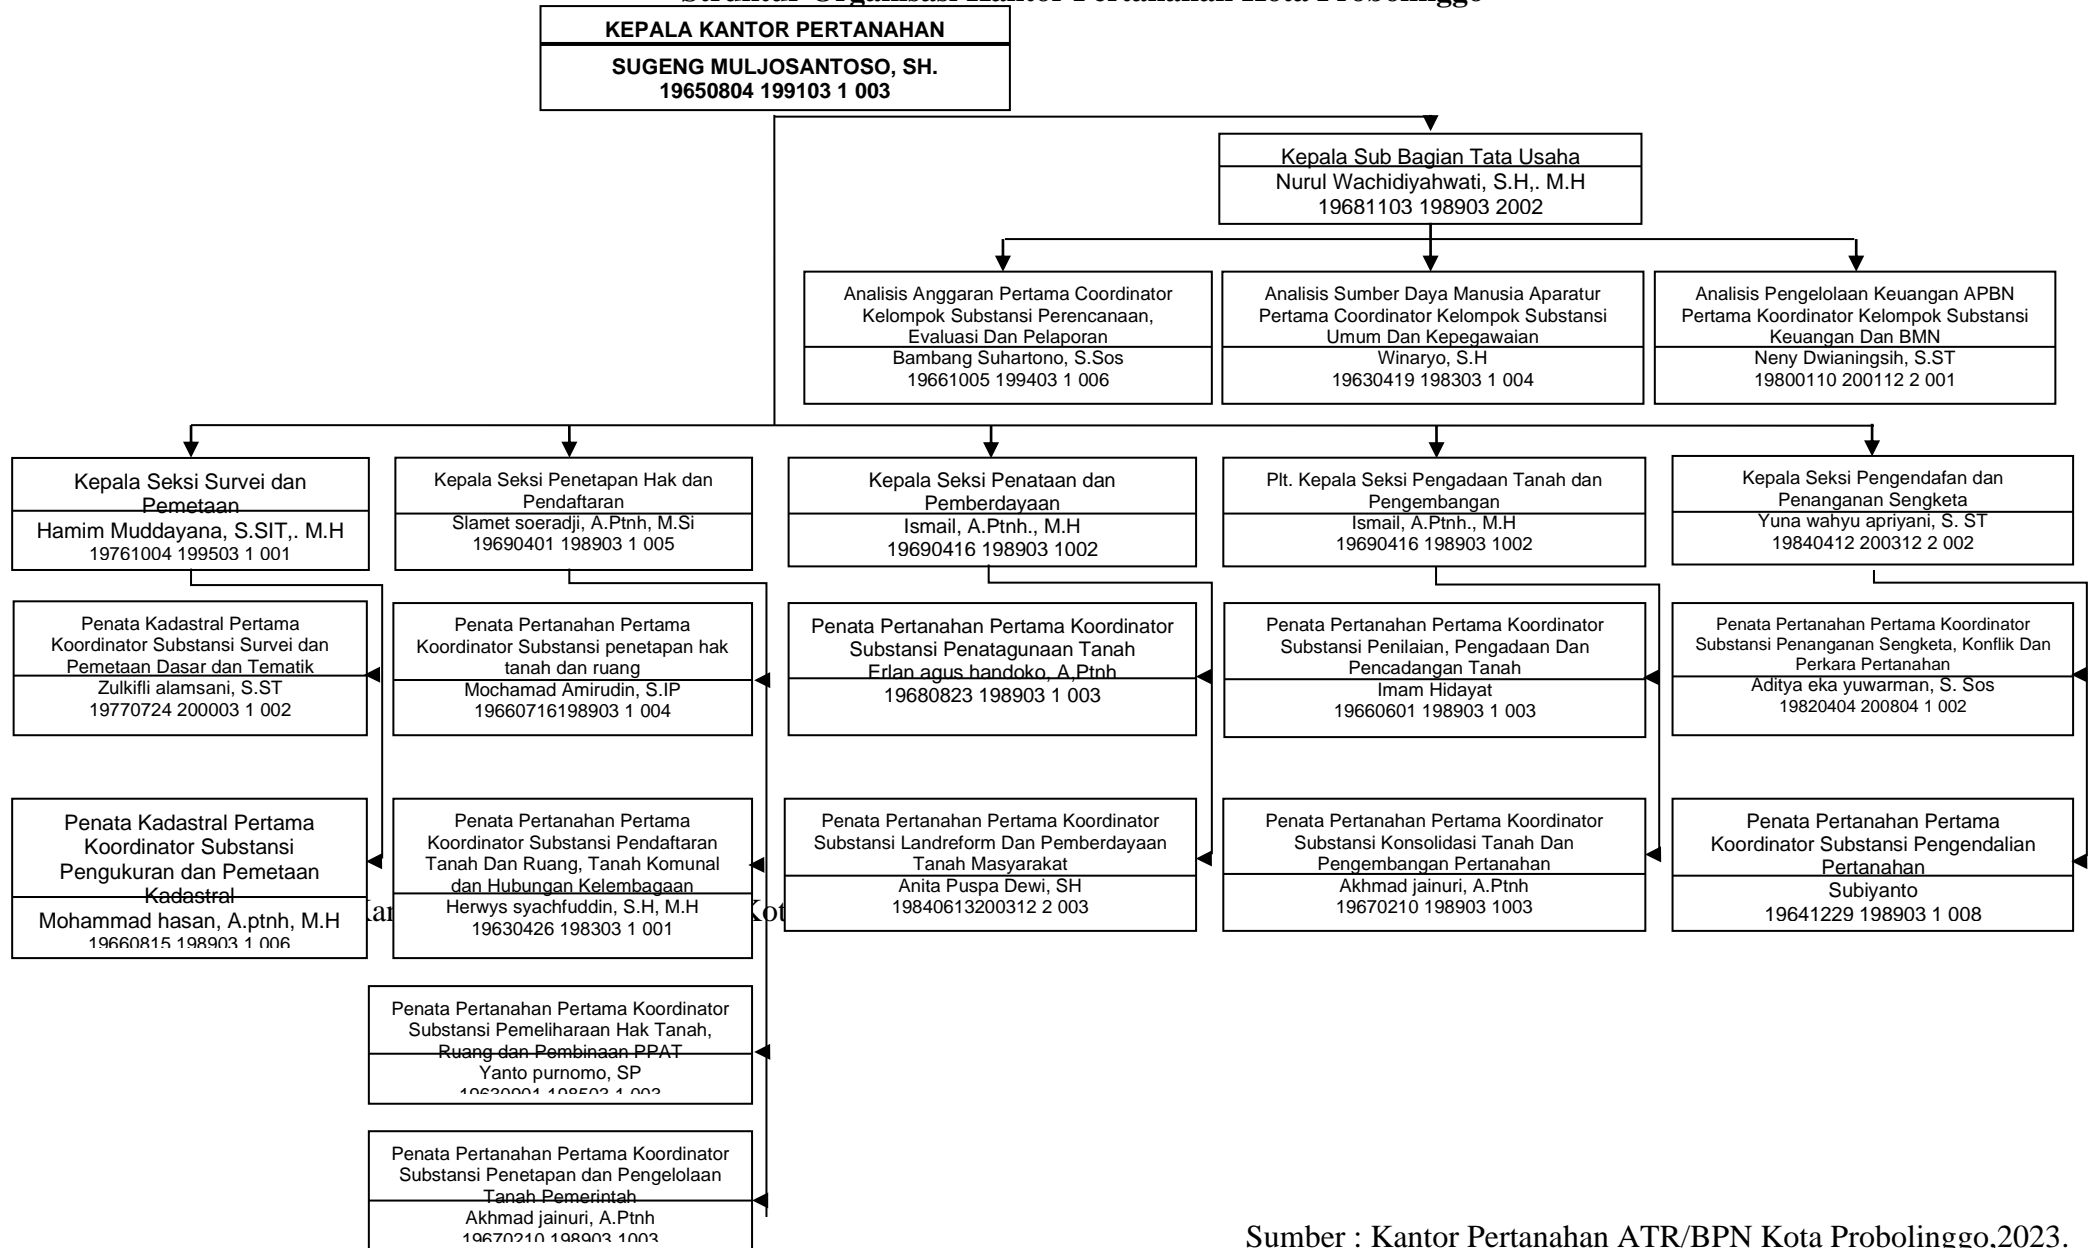 Struktur Organisasi Kantor Pertanahan Kota Probolinggo
KEPALA KANTOR PERTANAHAN
SUGENG MULJOSANTOSO, SH.
19650804 199103 1 003
Kepala Sub Bagian Tata Usaha
Nurul Wachidiyahwati, S.H,. M.H
19681103 198903 2002
Analisis Anggaran Pertama Coordinator
Kelompok Substansi Perencanaan,
Evaluasi Dan Pelaporan
Bambang Suhartono, S.Sos
19661005 199403 1 006
Analisis Sumber Daya Manusia Aparatur
Pertama Coordinator Kelompok Substansi
Umum Dan Kepegawaian
Winaryo, S.H
19630419 198303 1 004
Analisis Pengelolaan Keuangan APBN
Pertama Koordinator Kelompok Substansi
Keuangan Dan BMN
Neny Dwianingsih, S.ST
19800110 200112 2 001
Kepala Seksi Survei dan
Pemetaan
Hamim Muddayana, S.SIT,. M.H
19761004 199503 1 001
Kepala Seksi Penetapan Hak dan
Pendaftaran
Slamet soeradji, A.Ptnh, M.Si
19690401 198903 1 005
Kepala Seksi Penataan dan
Pemberdayaan
Ismail, A.Ptnh., M.H
19690416 198903 1002
Plt. Kepala Seksi Pengadaan Tanah dan
Pengembangan
Ismail, A.Ptnh., M.H
19690416 198903 1002
Kepala Seksi Pengendafan dan
Penanganan Sengketa
Yuna wahyu apriyani, S. ST
19840412 200312 2 002
Penata Kadastral Pertama
Koordinator Substansi Survei dan
Pemetaan Dasar dan Tematik
Zulkifli alamsani, S.ST
19770724 200003 1 002
Penata Pertanahan Pertama
Koordinator Substansi penetapan hak
tanah dan ruang
Mochamad Amirudin, S.IP
19660716198903 1 004
Penata Pertanahan Pertama Koordinator
Substansi Penatagunaan Tanah
Erlan agus handoko, A,Ptnh
19680823 198903 1 003
Penata Pertanahan Pertama Koordinator
Substansi Penilaian, Pengadaan Dan
Pencadangan Tanah
Imam Hidayat
19660601 198903 1 003
Penata Pertanahan Pertama Koordinator
Substansi Penanganan Sengketa, Konflik Dan
Perkara Pertanahan
Aditya eka yuwarman, S. Sos
19820404 200804 1 002
Penata Kadastral Pertama
Koordinator Substansi
Pengukuran dan Pemetaan
Kadastral
Mohammad hasan, A.ptnh, M.H
19660815 198903 1 006
Penata Pertanahan Pertama
Koordinator Substansi Pendaftaran
Tanah Dan Ruang, Tanah Komunal
dan Hubungan Kelembagaan
Herwys syachfuddin, S.H, M.H
19630426 198303 1 001
Penata Pertanahan Pertama Koordinator
Substansi Landreform Dan Pemberdayaan
Tanah Masyarakat
Anita Puspa Dewi, SH
19840613200312 2 003
Penata Pertanahan Pertama Koordinator
Substansi Konsolidasi Tanah Dan
Pengembangan Pertanahan
Akhmad jainuri, A.Ptnh
19670210 198903 1003
Penata Pertanahan Pertama
Koordinator Substansi Pengendalian
Pertanahan
Subiyanto
19641229 198903 1 008
Penata Pertanahan Pertama Koordinator
Substansi Pemeliharaan Hak Tanah,
Ruang dan Pembinaan PPAT
Yanto purnomo, SP
19630901 198503 1 003
Penata Pertanahan Pertama Koordinator
Substansi Penetapan dan Pengelolaan
Tanah Pemerintah
Akhmad jainuri, A.Ptnh
19670210 198903 1003
Sumber : Kantor Pertanahan ATR/BPN Kota Probolinggo,2023.